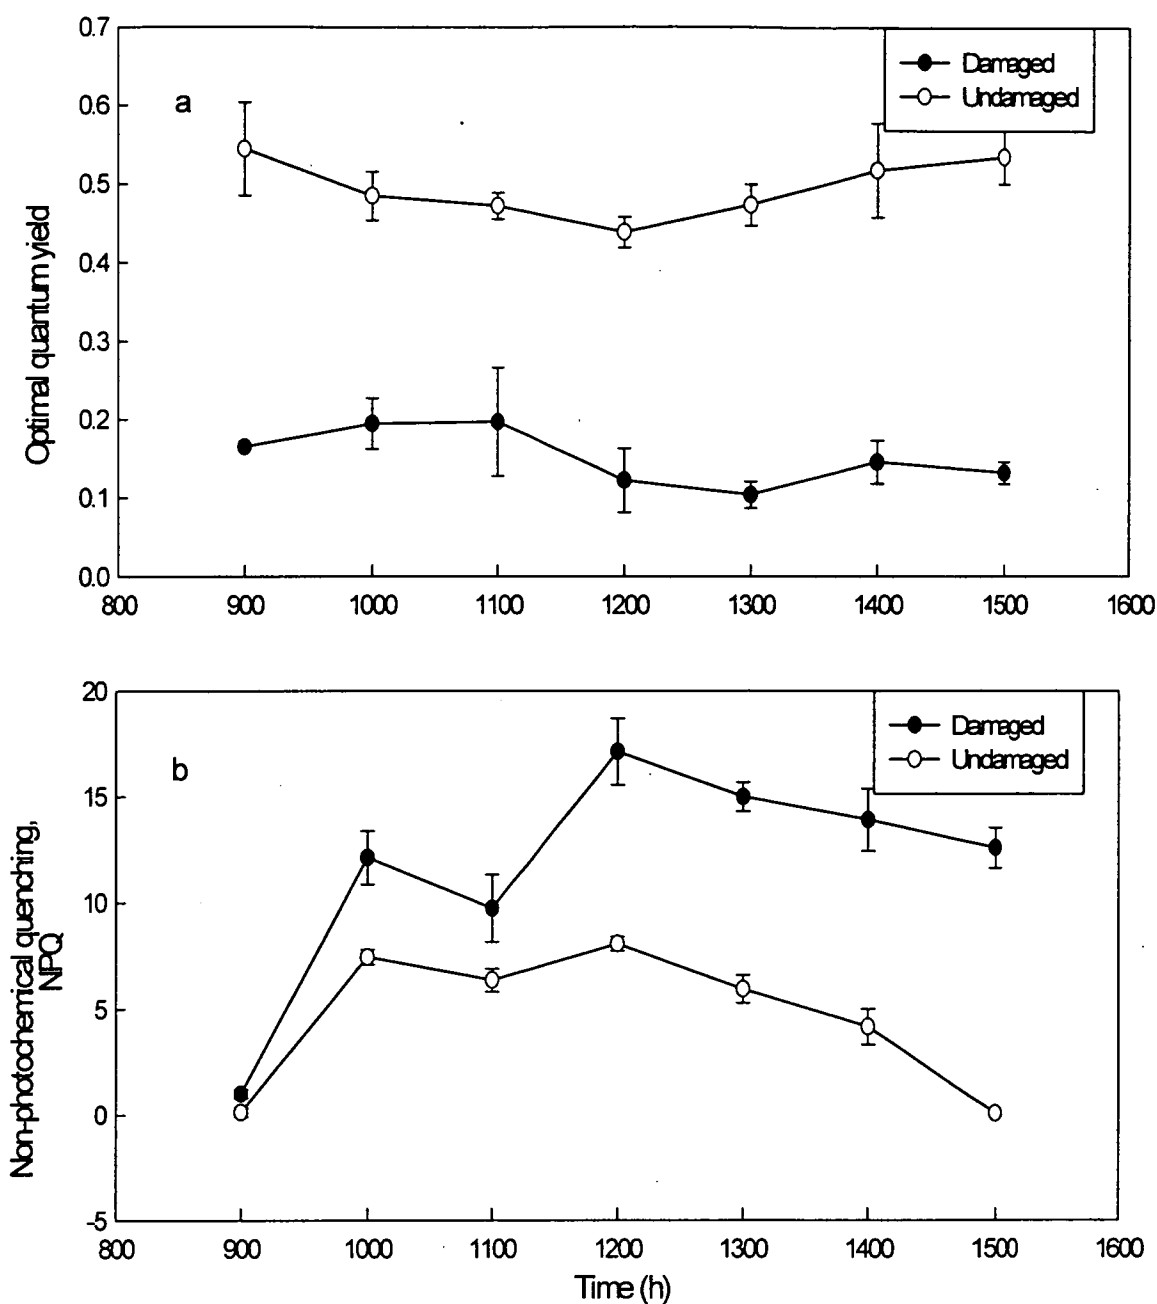 0.7
Damaged
Undamaged
a
0.6
0.5
0.4
0.3
0.2
0.1
0.0
Optimal quantum yield
800 900 1000 1100 1200 1300 1400 1500 1600
20
Damaged
Undamaged
b
15
10
5
0
-5
Non-photochemical quenching,
NPQ
800 900 1000 1100 1200 1300 1400 1500 1600
Time (h)